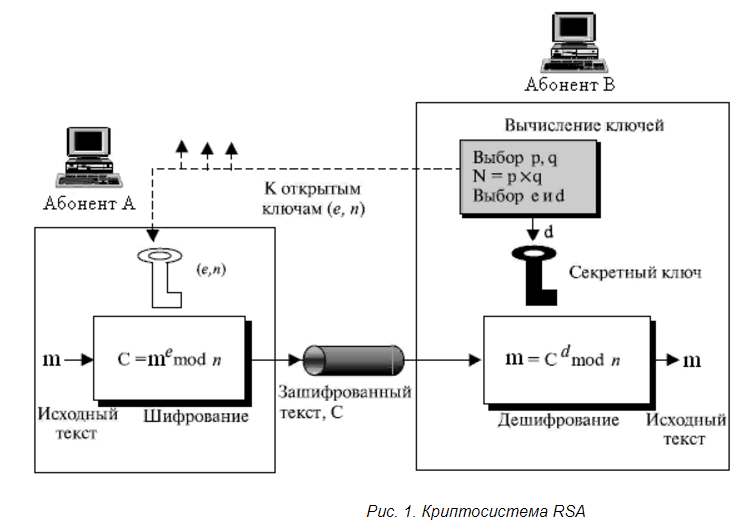 Абонент B
Вычисление ключей
Выбор p, q
N = p × q
Выбор e и d
Абонент A
К открытым
ключам (e, n)
d
(e,n)
Секретный ключ
m
C = mᵉ mod n
m = C ᵈ mod n
m
Исходный
текст
Шифрование
Зашифрованный
текст, C
Дешифрование
Исходный
текст
Рис. 1. Криптосистема RSA